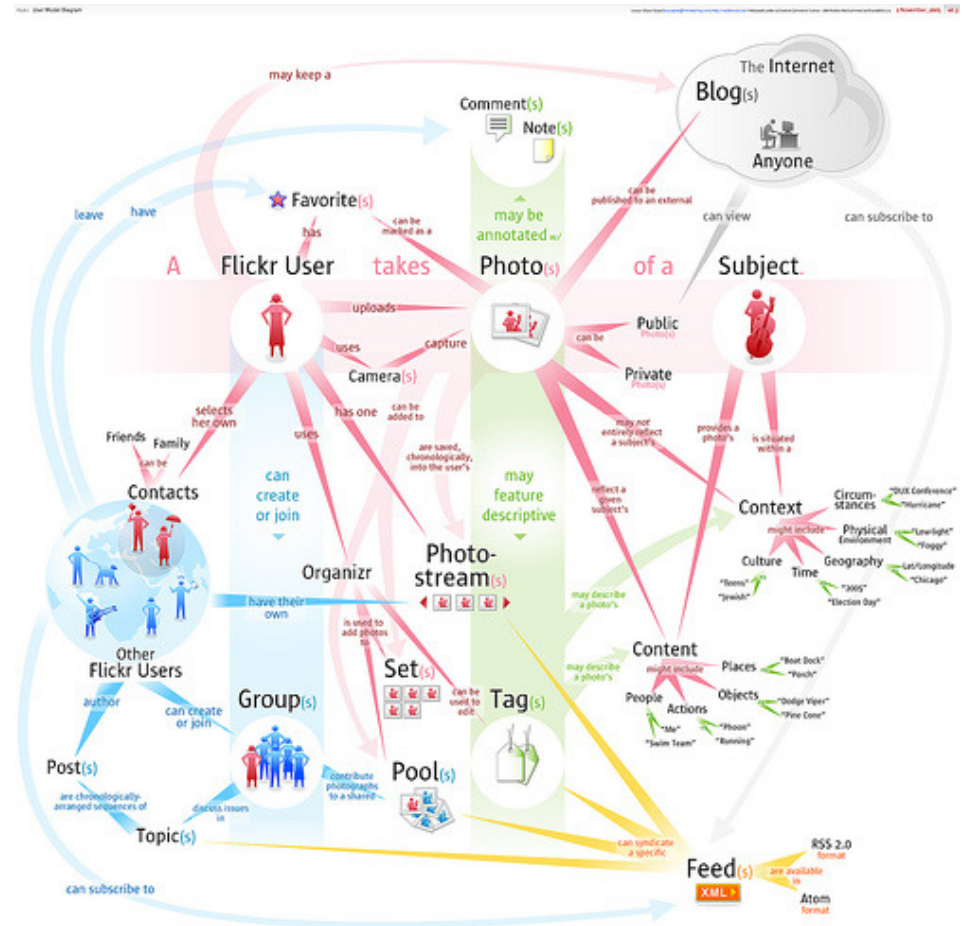 User Model Diagram
may keep a
The Internet
Blog(s)
Anyone
Comment(s)
Note(s)
leave
have
Favorite(s)
has
can be
marked as a
may be
annotated w/
can be
published to an external
can view
can subscribe to
A Flickr User takes Photo(s) of a Subject.
uploads
uses
capture
Camera(s)
can be
Public
Photo(s)
Private
Photo(s)
selects
her own
uses
has one
can be
added to
are saved,
chronologically,
into the user's
may not
entirely reflect
a subject's
provides a
photo's
is situated
within a
Friends
Family
can be
Contacts
can
create
or join
may
feature
descriptive
reflect a
given
subject's
Context
might include
Circum-
stances
"DUX Conference"
"Hurricane"
Physical
Environment
"Low-light"
"Foggy"
Geography
Lat/Longitude
"Chicago"
Culture
"Teens"
"Jewish"
Time
"2005"
"Election Day"
Organizr
Photo-
stream(s)
have their
own
may describe
a photo's
is used to
add photos
to
Other
Flickr Users
author
can create
or join
Group(s)
Set(s)
can be
used to
edit
Tag(s)
may describe
a photo's
Content
might include
Places
"Boat Dock"
"Porch"
Objects
"Dodge Viper"
"Pine Cone"
People
"Me"
"Swim Team"
Actions
"Phoon"
"Running"
Post(s)
are chronologically-
arranged sequences of
Topic(s)
discuss issues
in
contribute
photographs
to a shared
Pool(s)
can syndicate
a specific
Feed(s)
XML
are available
in
RSS 2.0
format
Atom
format
can subscribe to